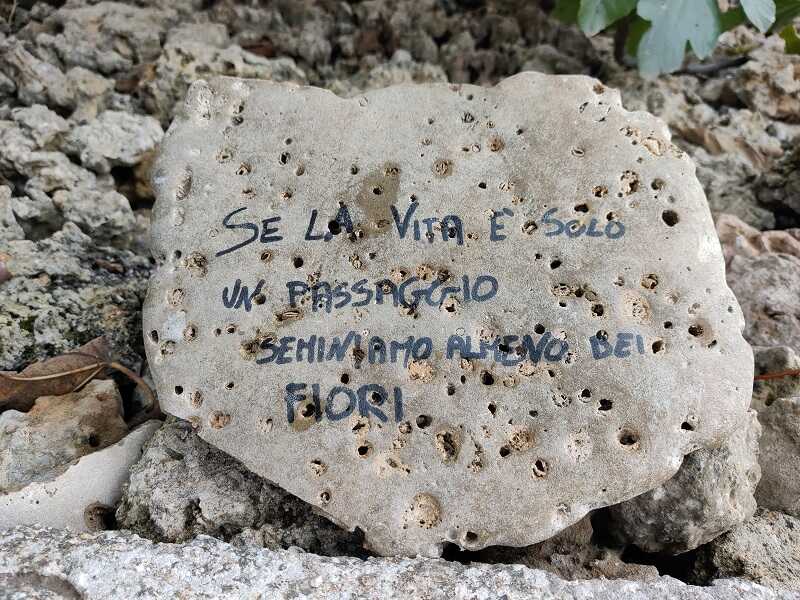 SE LA VITA E' SOLO
UN PASSAGGIO
SEMINIAMO ALMENO DEI
FIORI